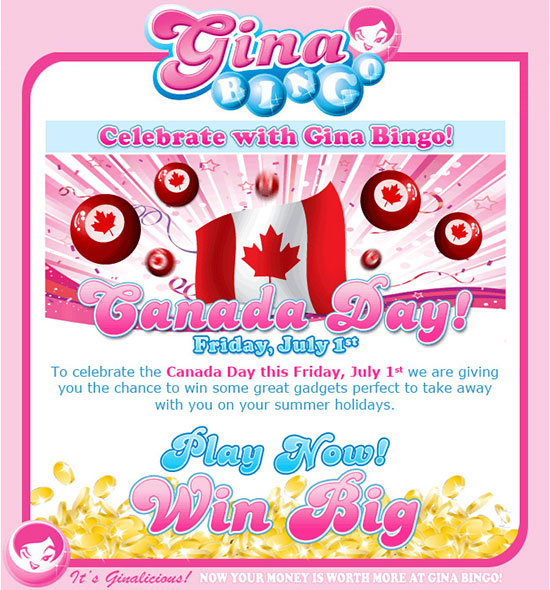 Gina
BINGO
Celebrate with Gina Bingo!
Canada Day!
Friday, July 1st
To celebrate the Canada Day this Friday, July 1st we are giving
you the chance to win some great gadgets perfect to take away
with you on your summer holidays.
Play Now!
Win Big
It's Ginalicious! NOW YOUR MONEY IS WORTH MORE AT GINA BINGO!